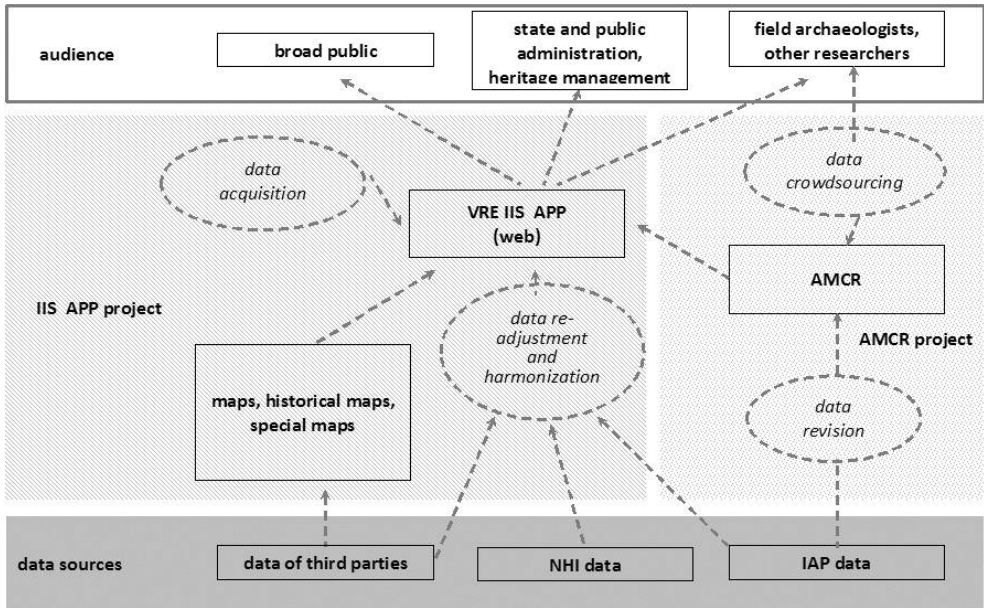 audience
broad public
state and public
administration,
heritage management
field archaeologists,
other researchers
data
acquisition
data
crowdsourcing
VRE IIS APP
(web)
AMCR
IIS APP project
data re-
adjustment
and
harmonization
AMCR project
maps, historical maps,
special maps
data
revision
data sources
data of third parties
NHI data
IAP data